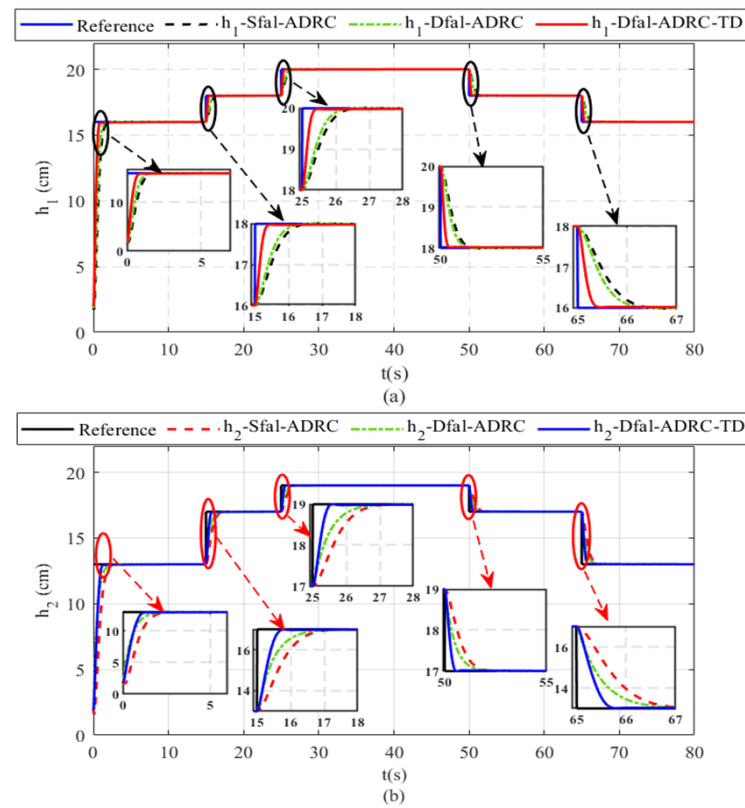 Reference h1-Sfal-ADRC h1-Dfal-ADRC h1-Dfal-ADRC-TD
20
15
10
5
0
h1 (cm)
10
0
0
5
20
19
18
25 26 27 28
18
17
16
15 16 17 18
20
19
18
50 55
18
17
16
65 66 67
0 10 20 30 40 50 60 70 80
t(s)
(a)
Reference h2-Sfal-ADRC h2-Dfal-ADRC h2-Dfal-ADRC-TD
20
15
10
5
0
h2 (cm)
10
5
0
0
5
19
18
17
25 26 27 28
16
14
15 16 17 18
19
18
17
50 55
16
14
65 66 67
0 10 20 30 40 50 60 70 80
t(s)
(b)